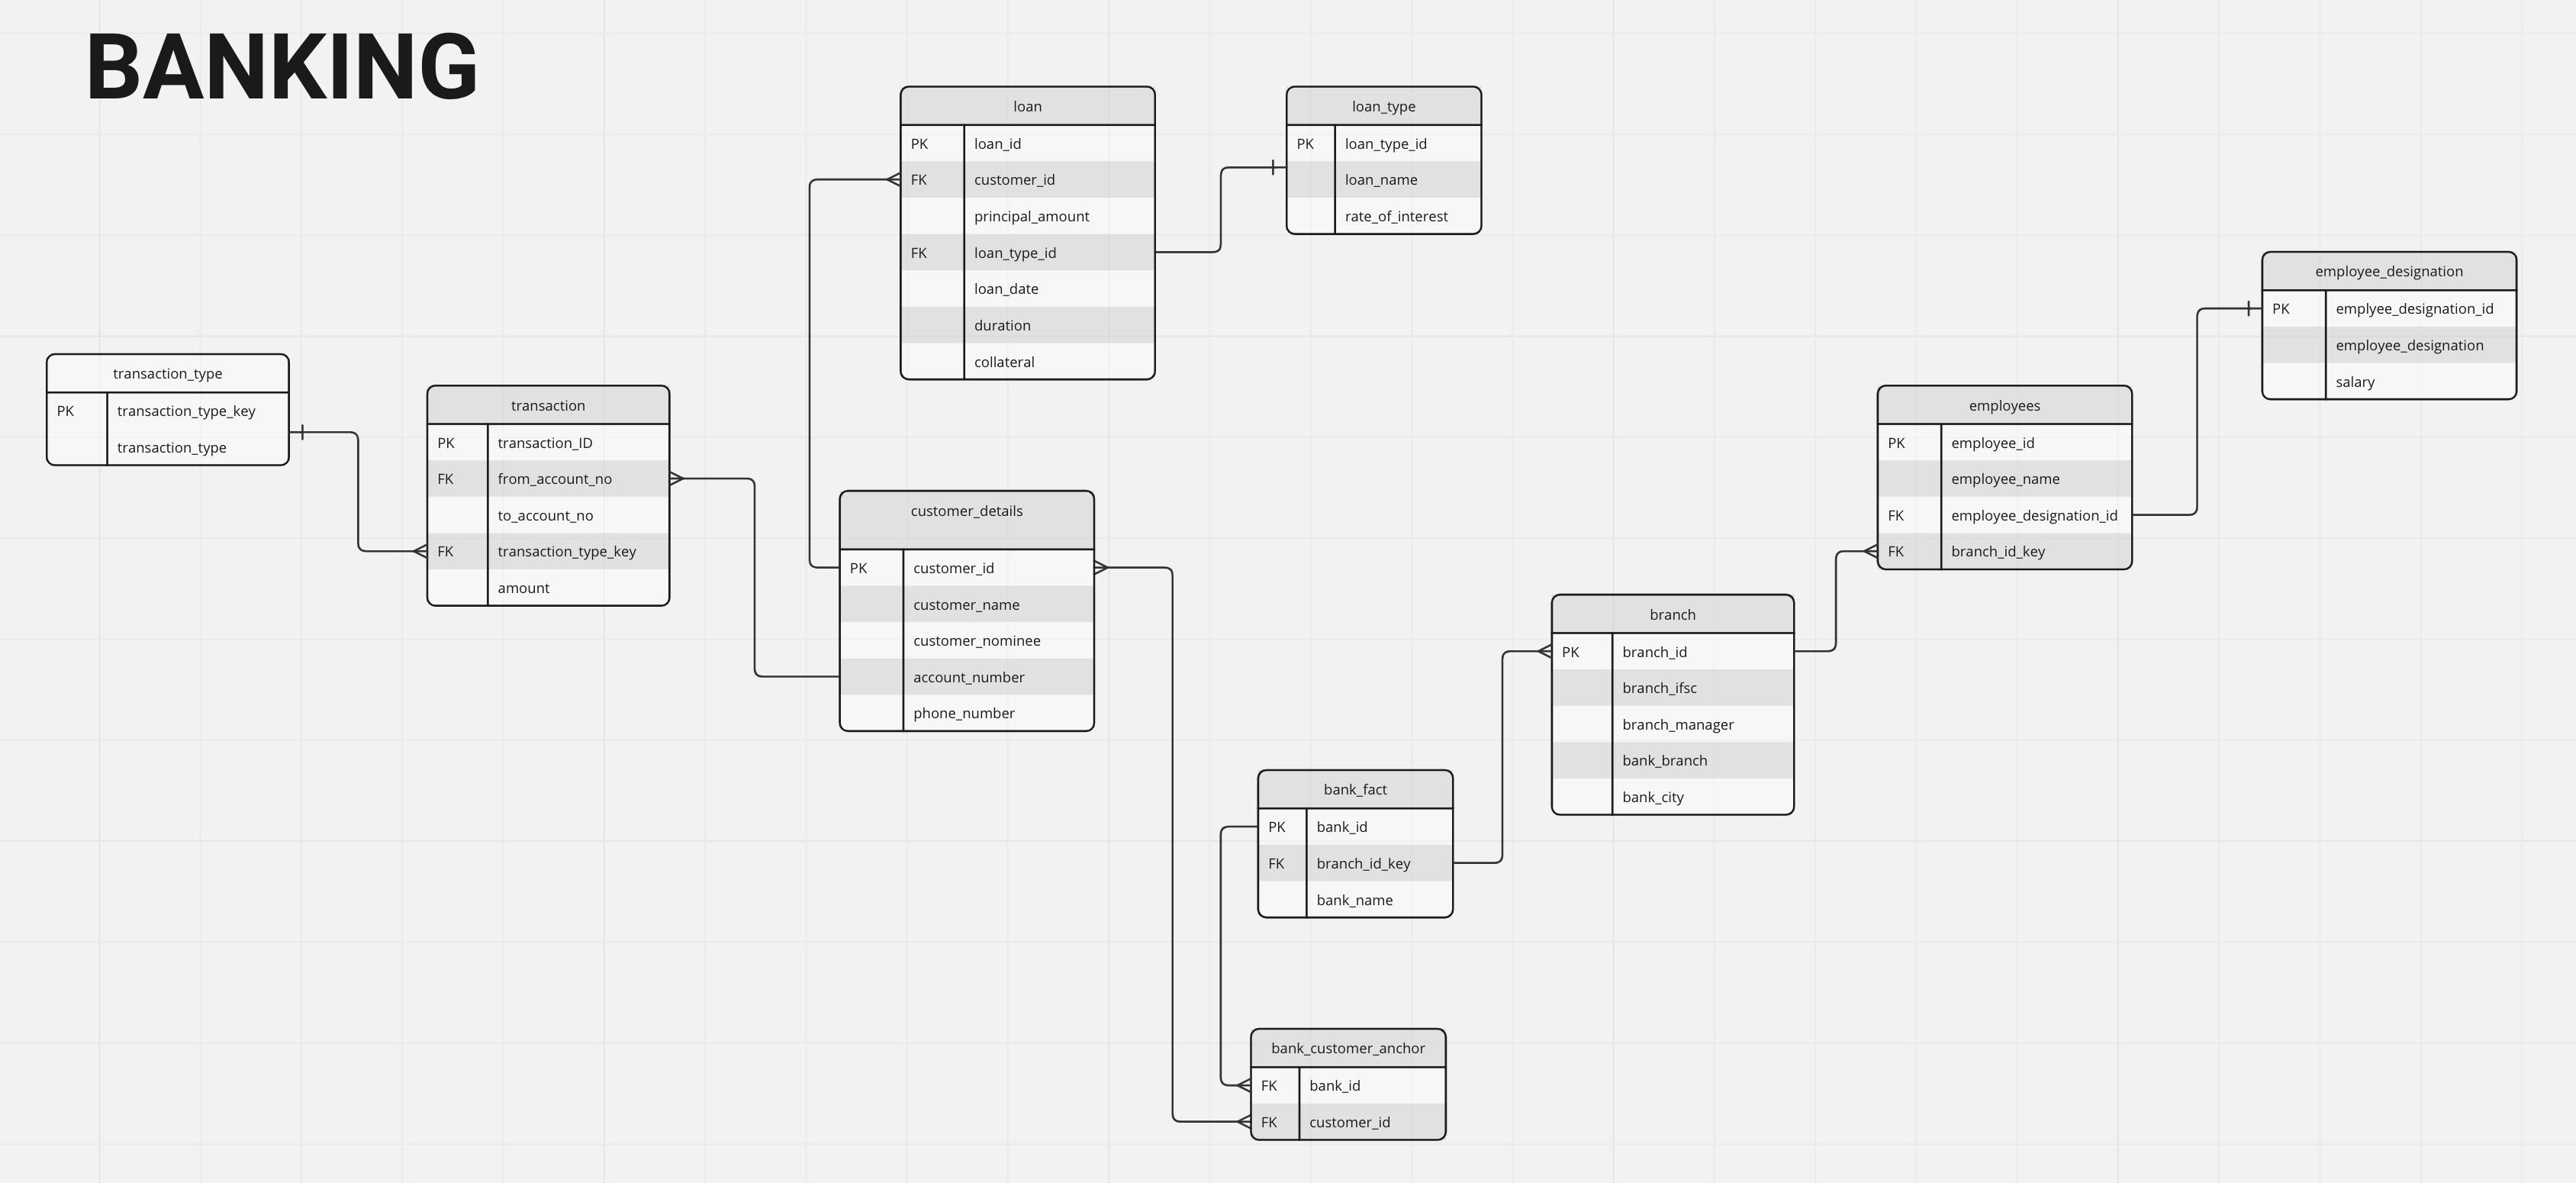 BANKING
loan
PK loan_id
FK customer_id
principal_amount
FK loan_type_id
loan_date
duration
collateral
loan_type
PK loan_type_id
loan_name
rate_of_interest
employee_designation
PK emplyee_designation_id
employee_designation
salary
transaction_type
PK transaction_type_key
transaction_type
transaction
PK transaction_ID
FK from_account_no
to_account_no
FK transaction_type_key
amount
employees
PK employee_id
employee_name
FK employee_designation_id
FK branch_id_key
customer_details
PK customer_id
customer_name
customer_nominee
account_number
phone_number
branch
PK branch_id
branch_ifsc
branch_manager
bank_branch
bank_city
bank_fact
PK bank_id
FK branch_id_key
bank_name
bank_customer_anchor
FK bank_id
FK customer_id